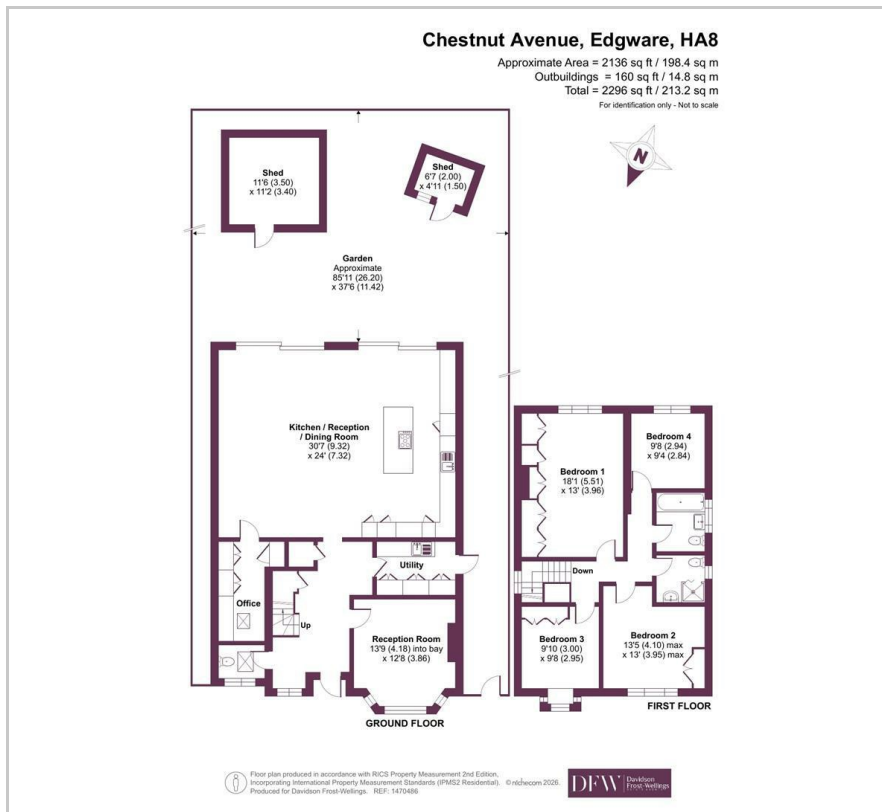 Chestnut Avenue, Edgware, HA8
Approximate Area = 2136 sq ft / 198.4 sq m
Outbuildings = 160 sq ft / 14.8 sq m
Total = 2296 sq ft / 213.2 sq m
For identification only - Not to scale
N
Shed
11'6 (3.50)
x 11'2 (3.40)
Shed
6'7 (2.00)
x 4'11 (1.50)
Garden
Approximate
85'11 (26.20)
x 37'6 (11.42)
Kitchen / Reception
/ Dining Room
30'7 (9.32)
x 24' (7.32)
Utility
Office
Up
Reception Room
13'9 (4.18) into bay
x 12'8 (3.86)
GROUND FLOOR
Bedroom 4
9'8 (2.94)
x 9'4 (2.84)
Bedroom 1
18'1 (5.51)
x 13' (3.96)
Down
Bedroom 3
9'10 (3.00)
x 9'8 (2.95)
Bedroom 2
13'5 (4.10) max
x 13' (3.95) max
FIRST FLOOR
Floor plan produced in accordance with RICS Property Measurement 2nd Edition,
Incorporating International Property Measurement Standards (IPMS2 Residential). © nichecom 2026.
Produced for Davidson Frost-Wellings. REF: 1470486
DFW
Davidson
Frost-Wellings